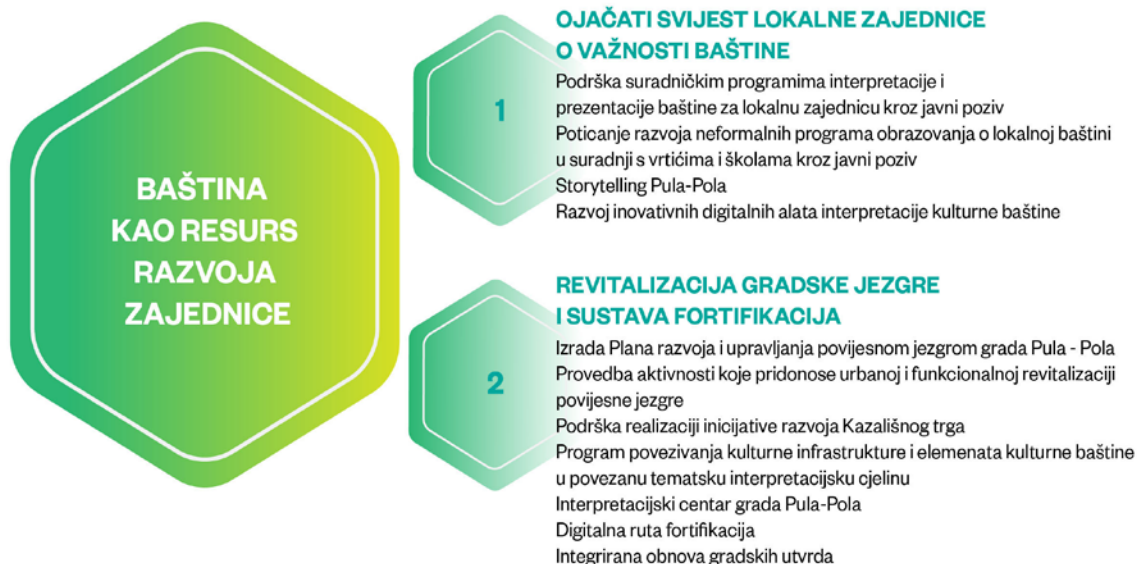 BAŠTINA
KAO RESURS
RAZVOJA
ZAJEDNICE
1
OJAČATI SVIJEST LOKALNE ZAJEDNICE
O VAŽNOSTI BAŠTINE
Podrška suradničkim programima interpretacije i
prezentacije baštine za lokalnu zajednicu kroz javni poziv
Poticanje razvoja neformalnih programa obrazovanja o lokalnoj baštini
u suradnji s vrtićima i školama kroz javni poziv
Storytelling Pula-Pola
Razvoj inovativnih digitalnih alata interpretacije kulturne baštine
2
REVITALIZACIJA GRADSKE JEZGRE
I SUSTAVA FORTIFIKACIJA
Izrada Plana razvoja i upravljanja povijesnom jezgrom grada Pula - Pola
Provedba aktivnosti koje pridonose urbanoj i funkcionalnoj revitalizaciji
povijesne jezgre
Podrška realizaciji inicijative razvoja Kazališnog trga
Program povezivanja kulturne infrastrukture i elemenata kulturne baštine
u povezanu tematsku interpretacijsku cjelinu
Interpretacijski centar grada Pula-Pola
Digitalna ruta fortifikacija
Integrirana obnova gradskih utvrda